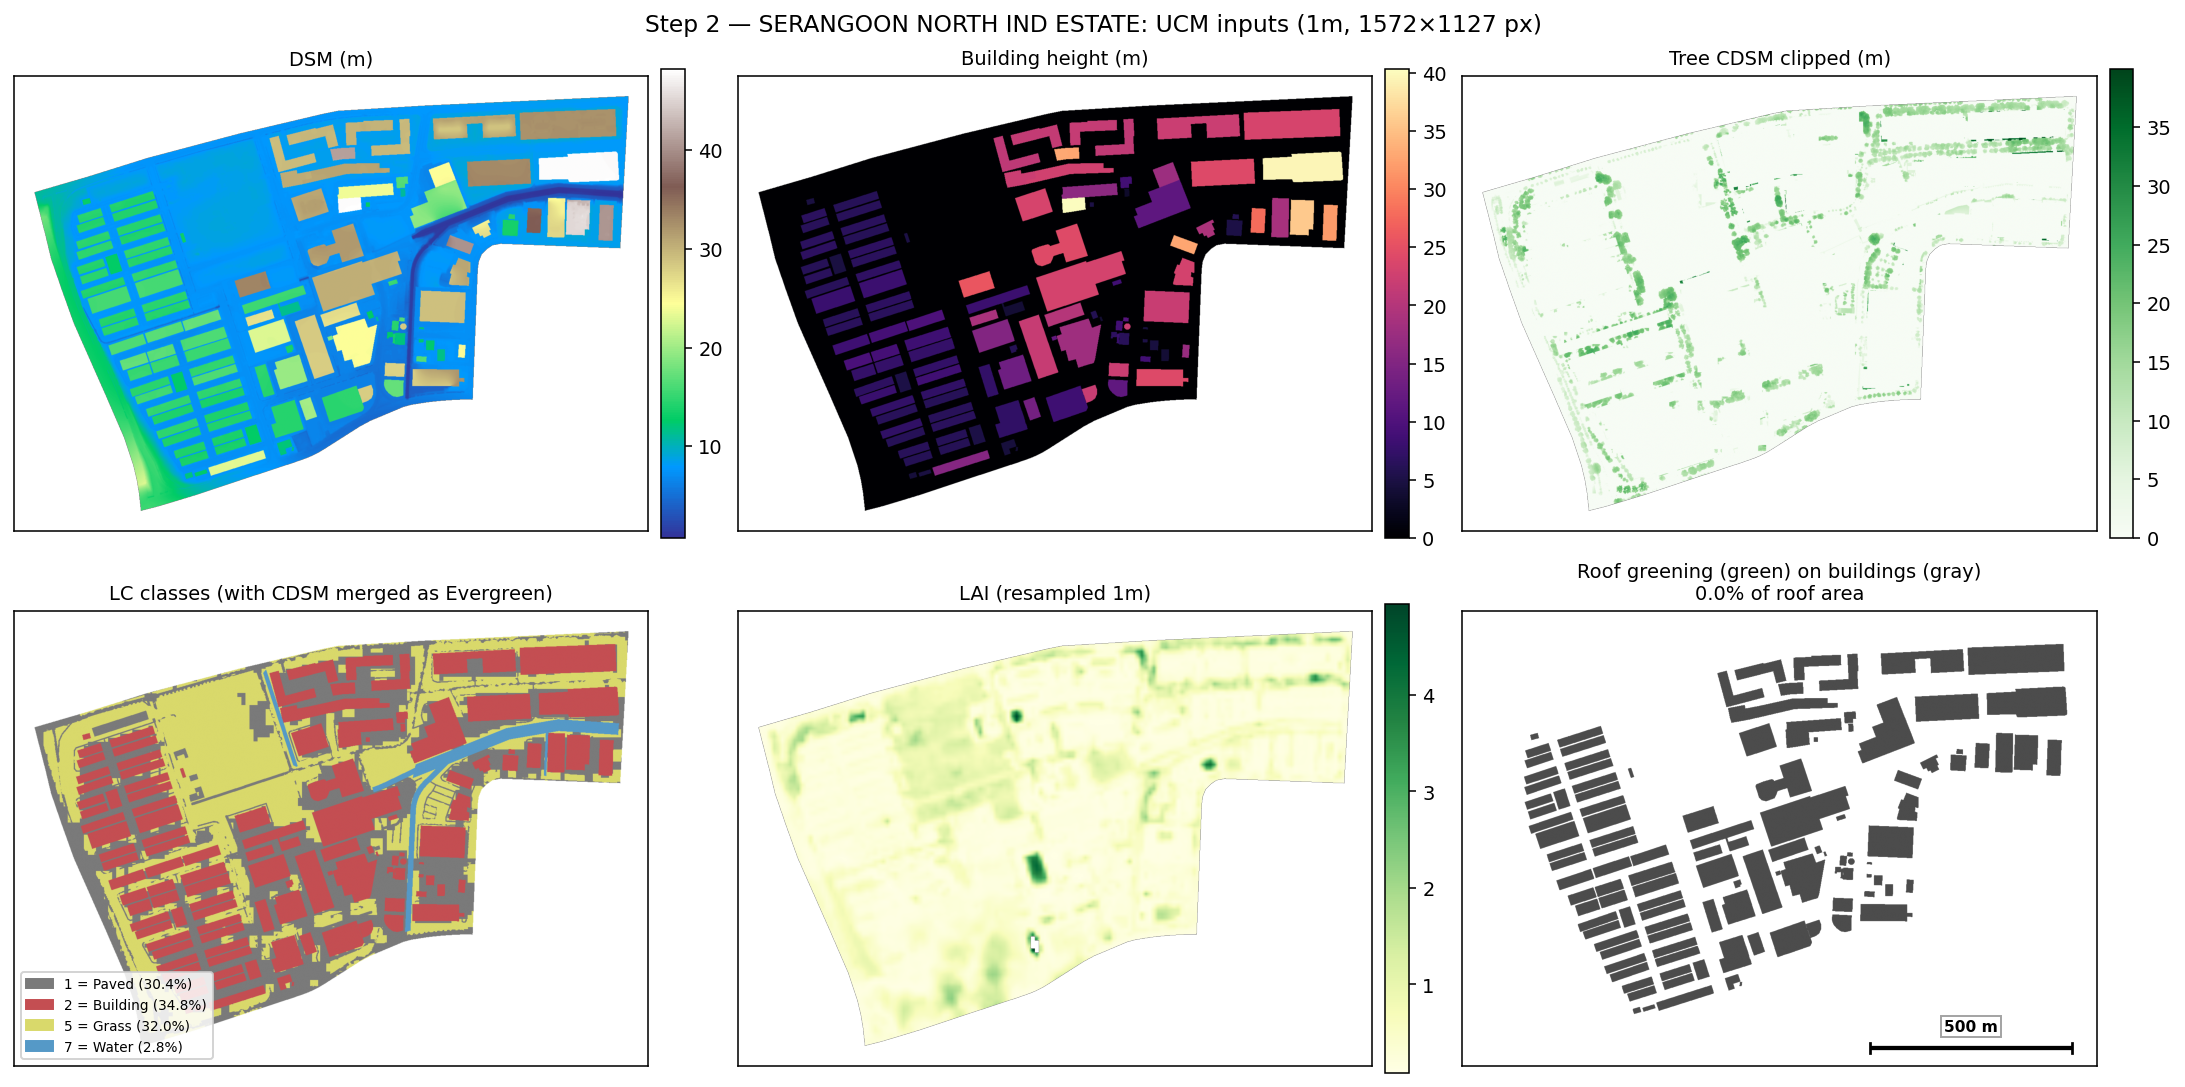 Step 2 — SERANGOON NORTH IND ESTATE: UCM inputs (1m, 1572×1127 px)
DSM (m)
40
30
20
10
Building height (m)
40
35
30
25
20
15
10
5
0
Tree CDSM clipped (m)
35
30
25
20
15
10
5
0
LC classes (with CDSM merged as Evergreen)
1 = Paved (30.4%)
2 = Building (34.8%)
5 = Grass (32.0%)
7 = Water (2.8%)
LAI (resampled 1m)
4
3
2
1
Roof greening (green) on buildings (gray)
0.0% of roof area
500 m